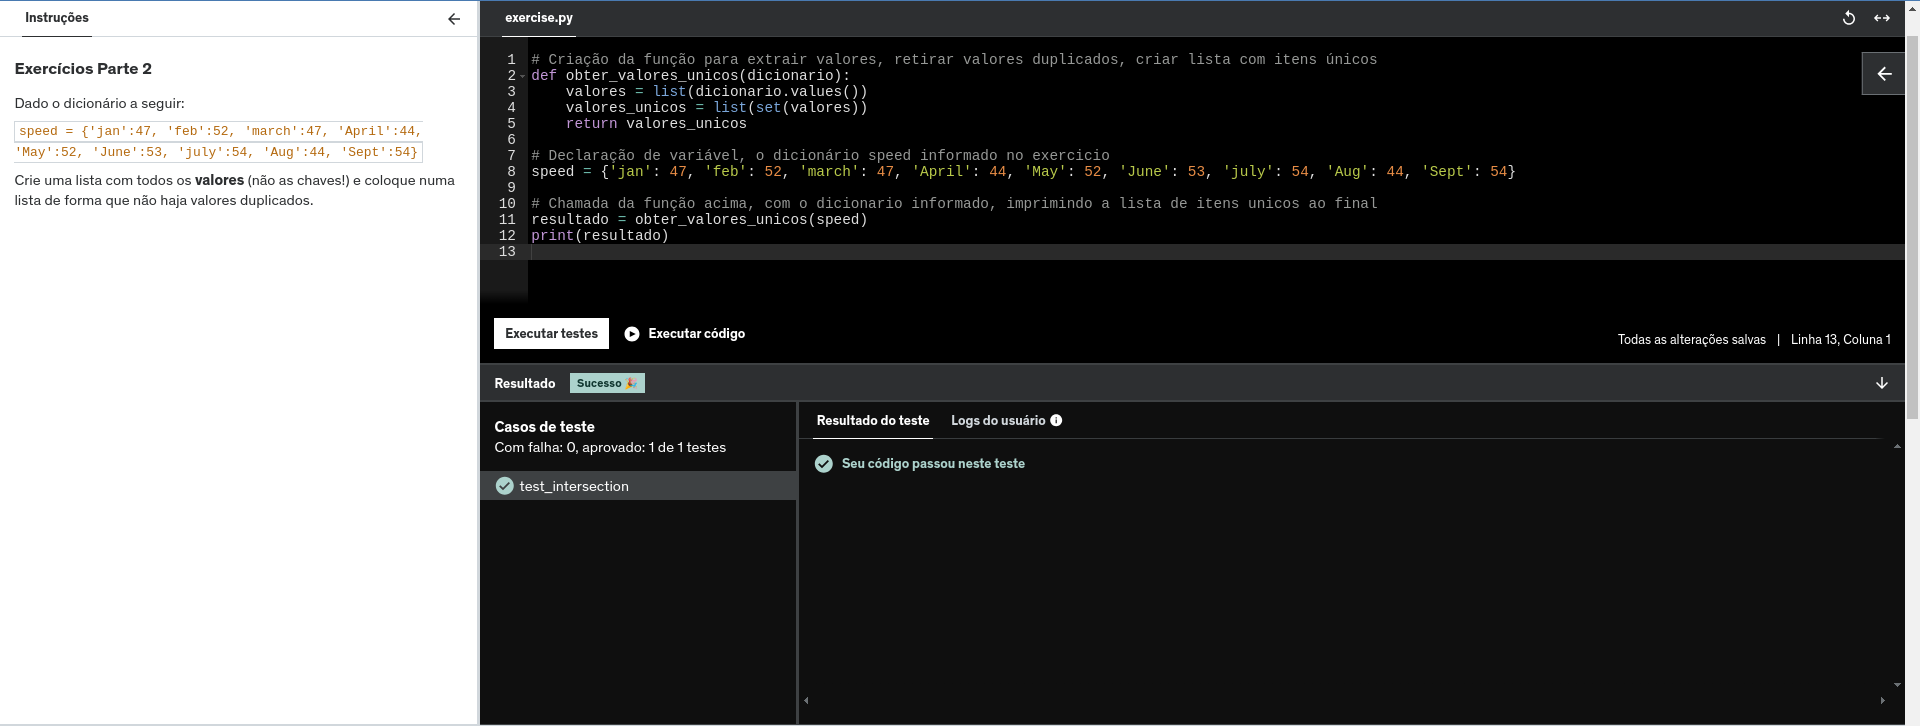 Instruções
Exercícios Parte 2
Dado o dicionário a seguir:
speed = {'jan':47, 'feb':52, 'march':47, 'April':44,
'May':52, 'June':53, 'july':54, 'Aug':44, 'Sept':54}
Crie uma lista com todos os valores (não as chaves!) e coloque numa
lista de forma que não haja valores duplicados.
exercise.py
1 # Criação da função para extrair valores, retirar valores duplicados, criar lista com itens únicos
2 def obter_valores_unicos(dicionario):
3     valores = list(dicionario.values())
4     valores_unicos = list(set(valores))
5     return valores_unicos
6
7 # Declaração de variável, o dicionário speed informado no exercicio
8 speed = {'jan': 47, 'feb': 52, 'march': 47, 'April': 44, 'May': 52, 'June': 53, 'july': 54, 'Aug': 44, 'Sept': 54}
9
10 # Chamada da função acima, com o dicionario informado, imprimindo a lista de itens unicos ao final
11 resultado = obter_valores_unicos(speed)
12 print(resultado)
13
Executar testes Executar código
Todas as alterações salvas | Linha 13, Coluna 1
Resultado Sucesso 🎉
Casos de teste
Com falha: 0, aprovado: 1 de 1 testes
test_intersection
Resultado do teste Logs do usuário
Seu código passou neste teste